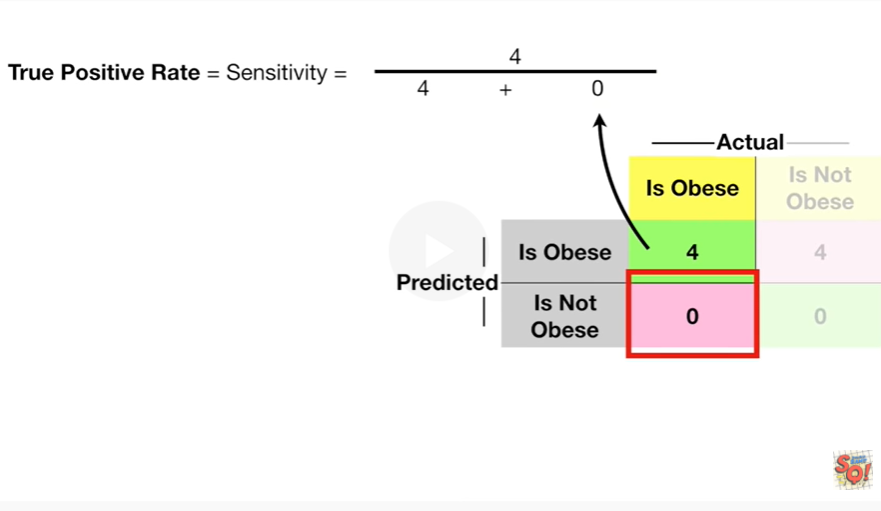 4
True Positive Rate = Sensitivity =
4 + 0
Actual
Is Obese
Is Not
Obese
Is Obese 4 4
Predicted
Is Not
Obese
0 0
SQ!